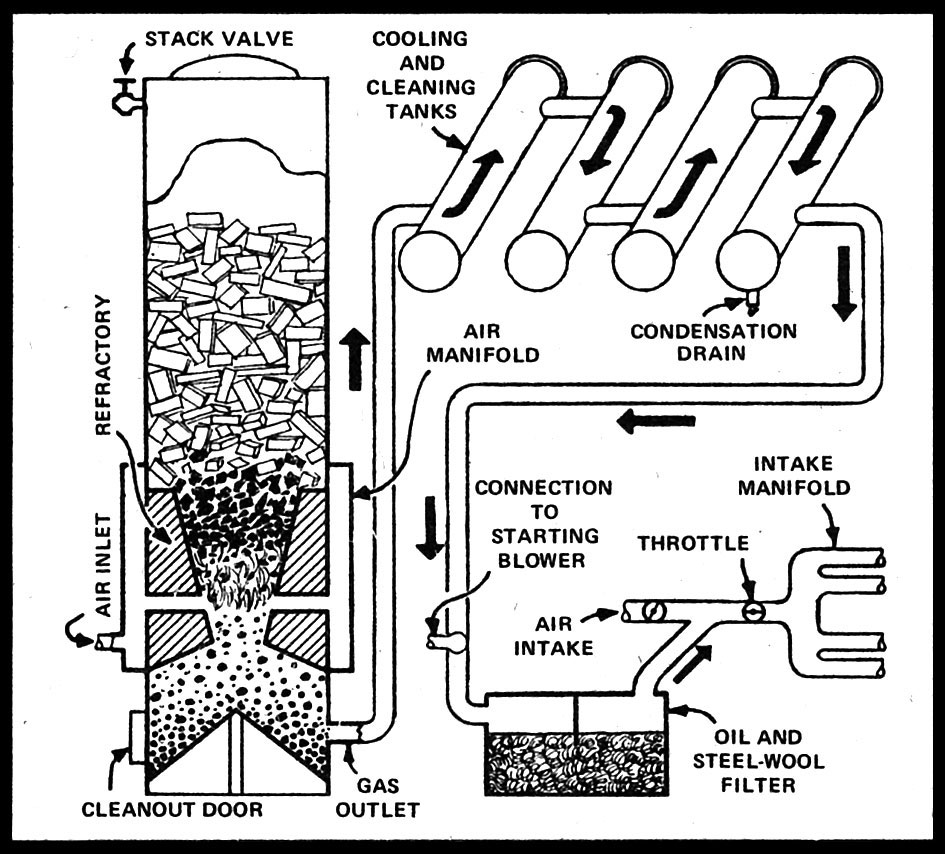 STACK VALVE
COOLING
AND
CLEANING
TANKS
REFRACTORY
AIR
MANIFOLD
CONDENSATION
DRAIN
AIR INLET
CONNECTION
TO
STARTING
BLOWER
INTAKE
MANIFOLD
THROTTLE
AIR
INTAKE
OIL AND
STEEL-WOOL
FILTER
CLEANOUT DOOR
GAS
OUTLET